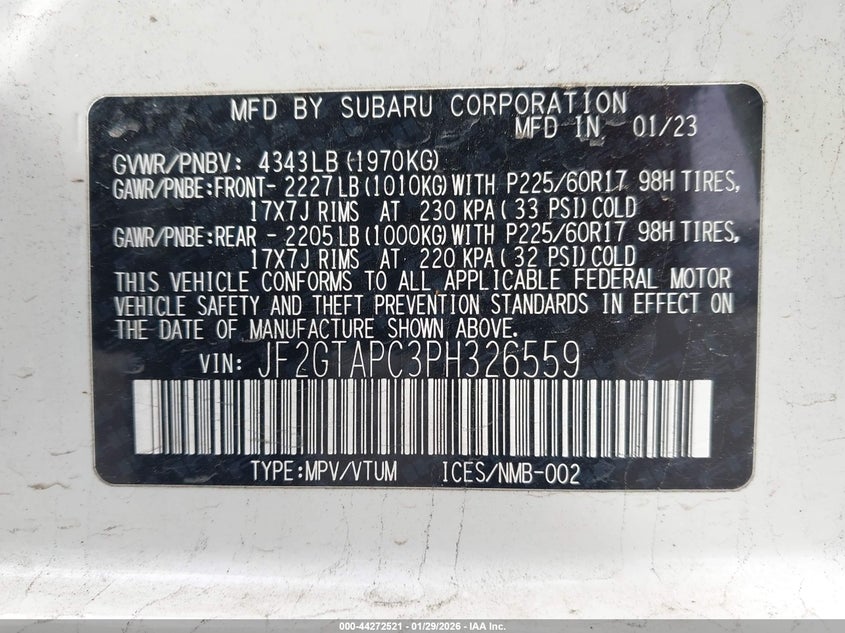 MFD BY SUBARU CORPORATION
MFD IN 01/23
GVWR/PNBV: 4343LB (1970KG)
GAWR/PNBE:FRONT- 2227LB (1010KG) WITH P225/60R17 98H TIRES,
17X7J RIMS AT 230 KPA ( 33 PSI) COLD
GAWR/PNBE:REAR - 2205LB (1000KG) WITH P225/60R17 98H TIRES,
17X7J RIMS AT 220 KPA ( 32 PSI) COLD
THIS VEHICLE CONFORMS TO ALL APPLICABLE FEDERAL MOTOR
VEHICLE SAFETY AND THEFT PREVENTION STANDARDS IN EFFECT ON
THE DATE OF MANUFACTURE SHOWN ABOVE.
VIN: JF2GTAPC3PH326559
TYPE:MPV/VTUM ICES/NMB-002
000-44272521 - 01/29/2026 - IAA Inc.